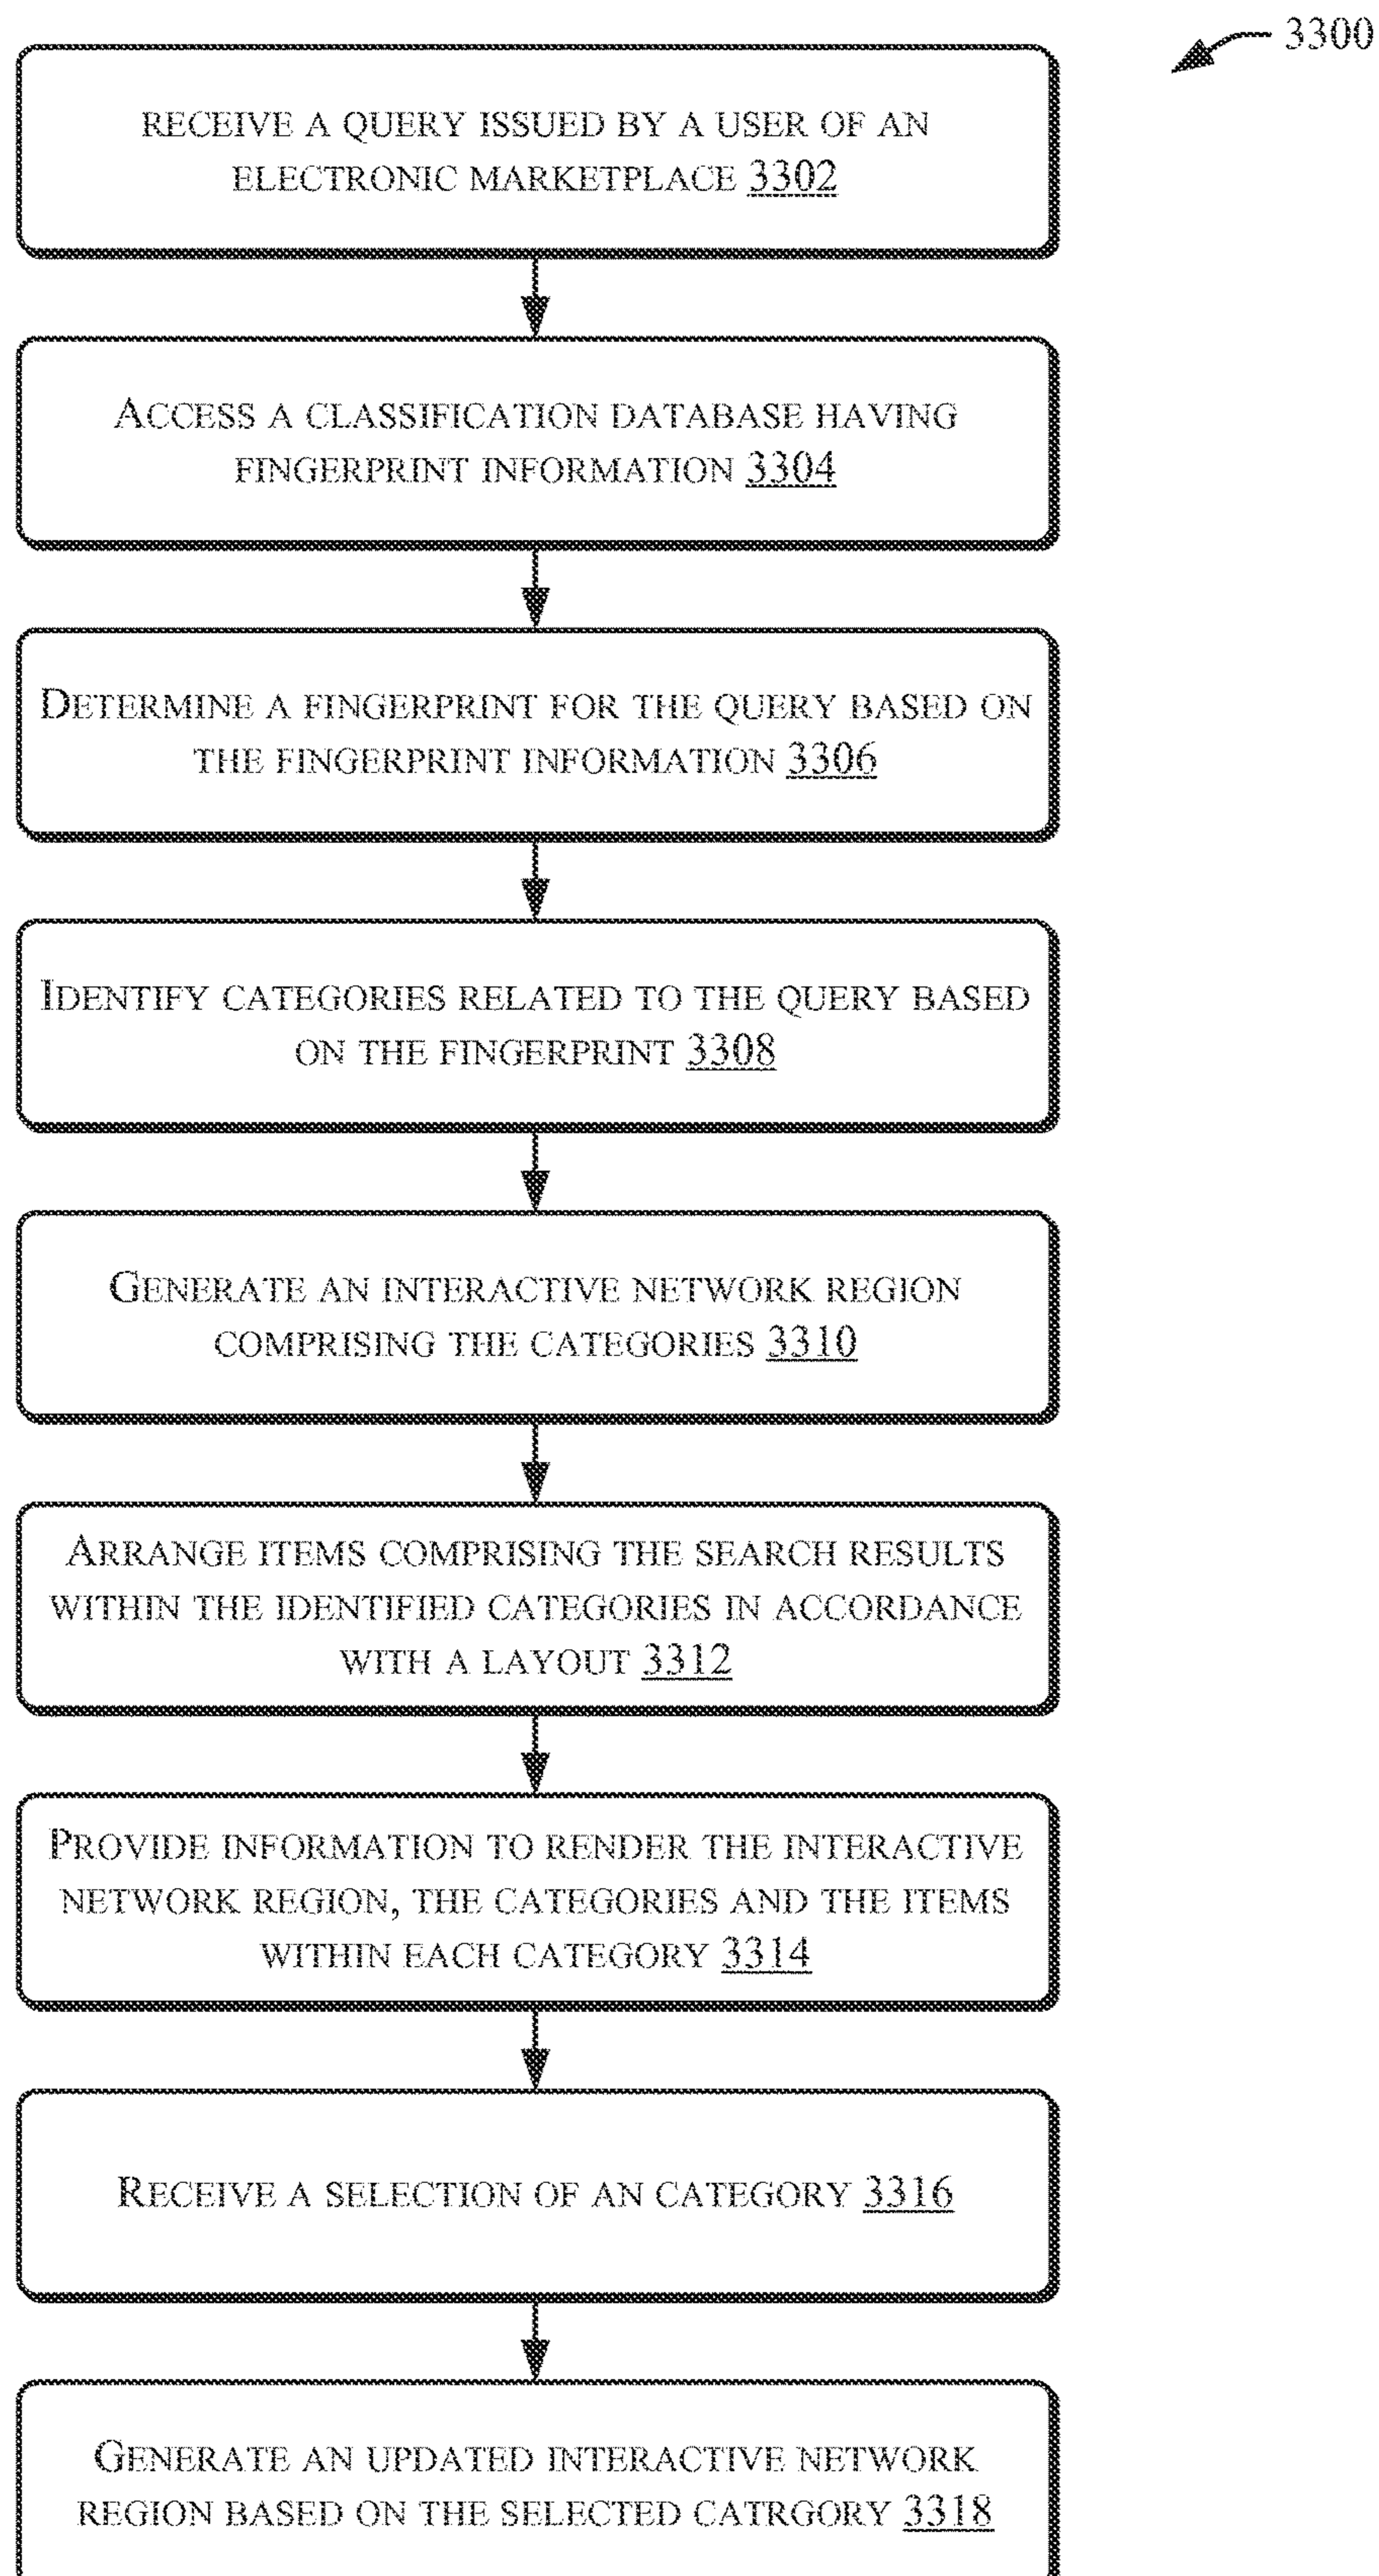 3300
RECEIVE A QUERY ISSUED BY A USER OF AN
ELECTRONIC MARKETPLACE 3302
ACCESS A CLASSIFICATION DATABASE HAVING
FINGERPRINT INFORMATION 3304
DETERMINE A FINGERPRINT FOR THE QUERY BASED ON
THE FINGERPRINT INFORMATION 3306
IDENTIFY CATEGORIES RELATED TO THE QUERY BASED
ON THE FINGERPRINT 3308
GENERATE AN INTERACTIVE NETWORK REGION
COMPRISING THE CATEGORIES 3310
ARRANGE ITEMS COMPRISING THE SEARCH RESULTS
WITHIN THE IDENTIFIED CATEGORIES IN ACCORDANCE
WITH A LAYOUT 3312
PROVIDE INFORMATION TO RENDER THE INTERACTIVE
NETWORK REGION, THE CATEGORIES AND THE ITEMS
WITHIN EACH CATEGORY 3314
RECEIVE A SELECTION OF AN CATEGORY 3316
GENERATE AN UPDATED INTERACTIVE NETWORK
REGION BASED ON THE SELECTED CATRGORY 3318